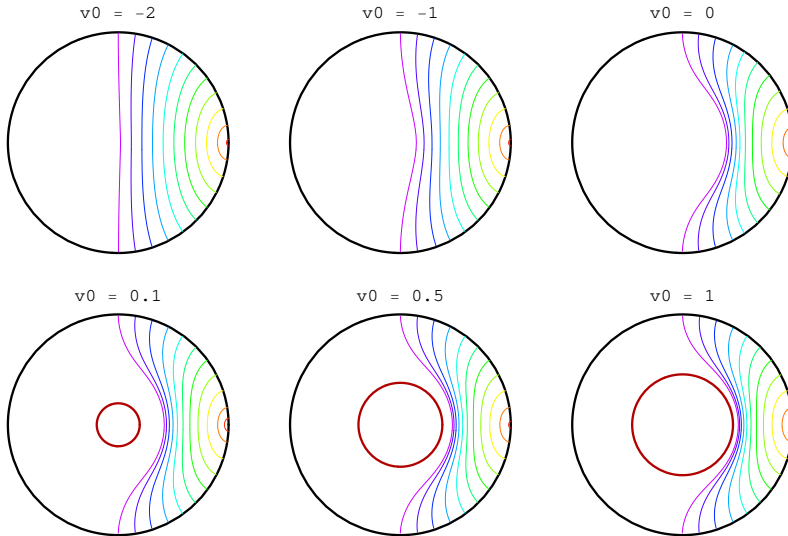 v0 = -2
v0 = -1
v0 = 0
v0 = 0.1
v0 = 0.5
v0 = 1